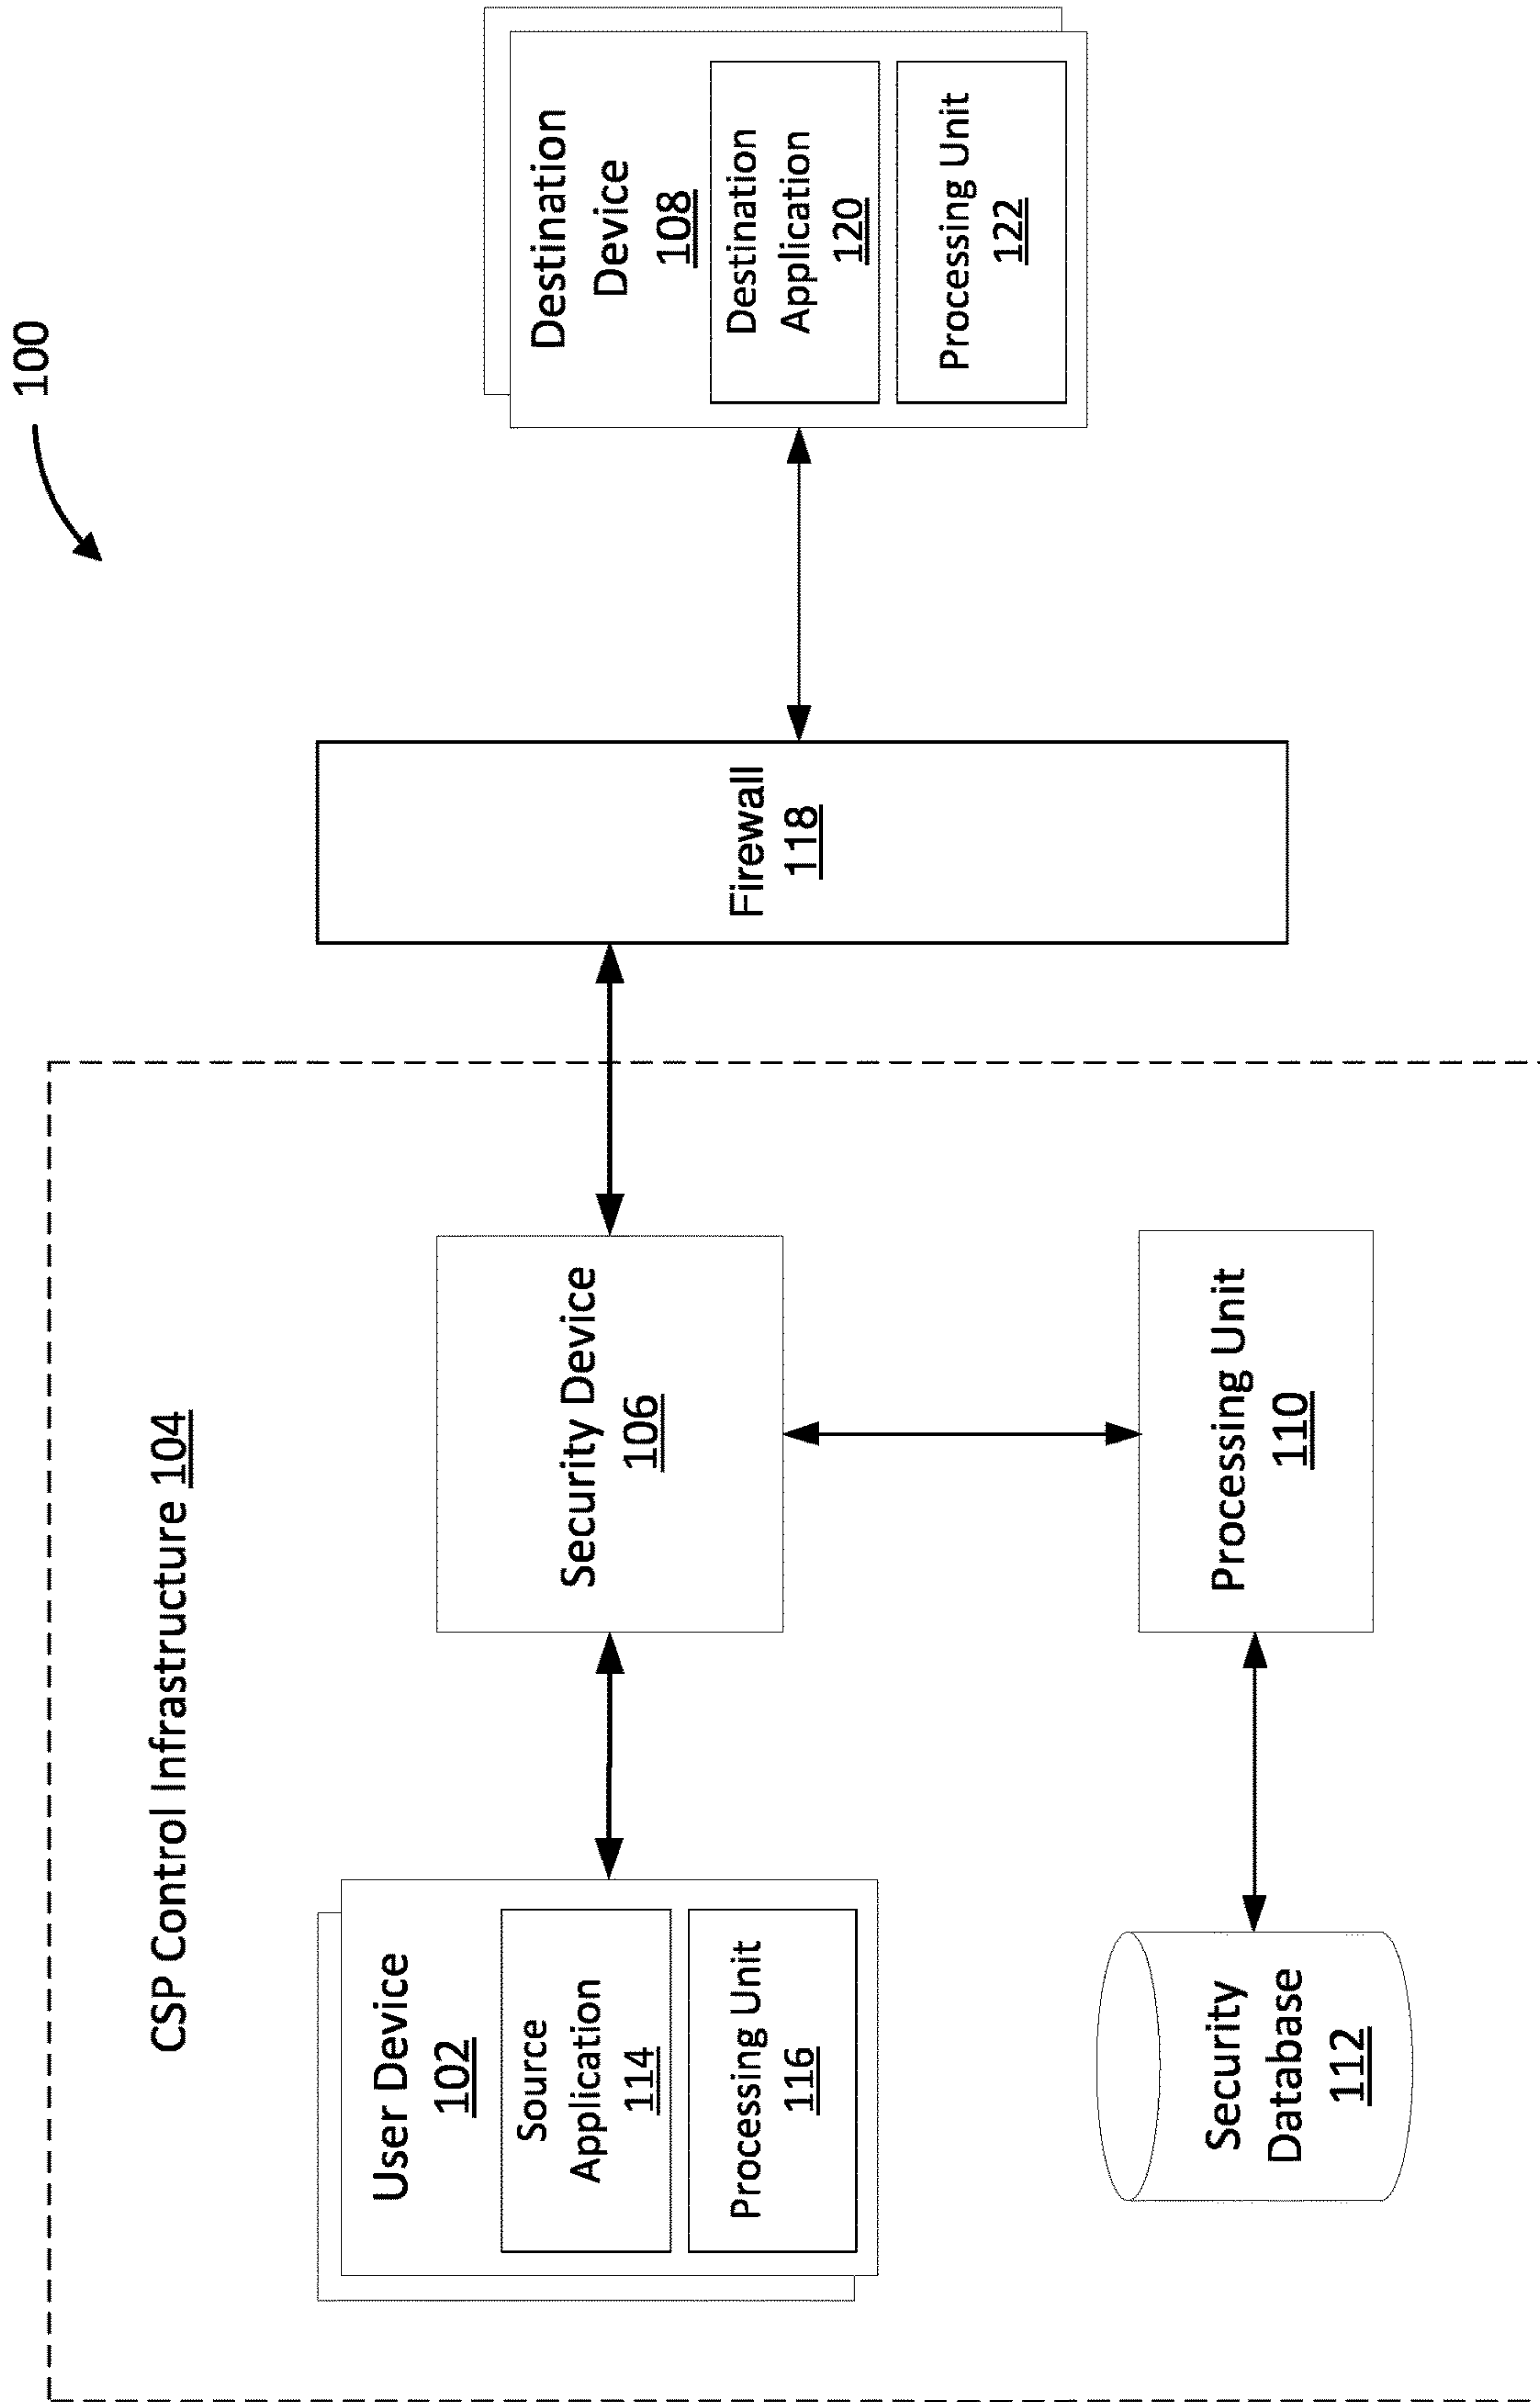 100
CSP Control Infrastructure 104
User Device
102
Source
Application
114
Processing Unit
116
Security Device
106
Firewall
118
Destination
Device
108
Destination
Application
120
Processing Unit
122
Security
Database
112
Processing Unit
110